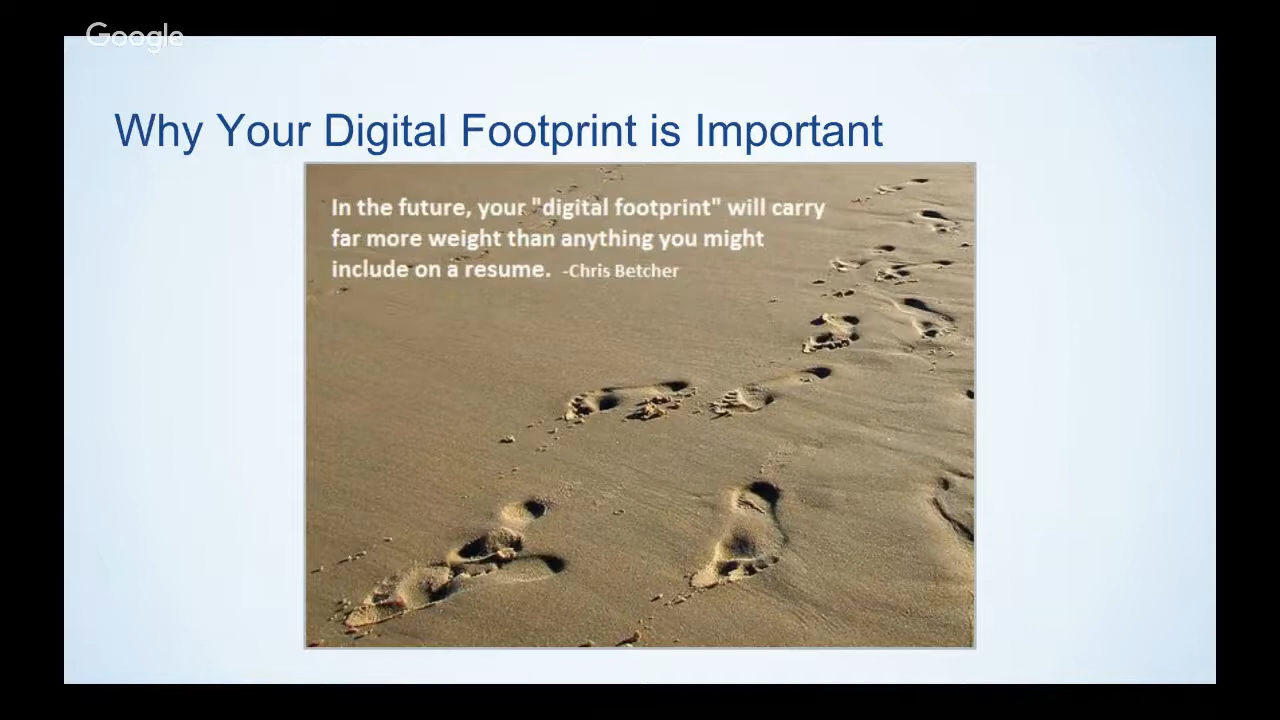 Google
Why Your Digital Footprint is Important
In the future, your "digital footprint" will carry
far more weight than anything you might
include on a resume. -Chris Betcher